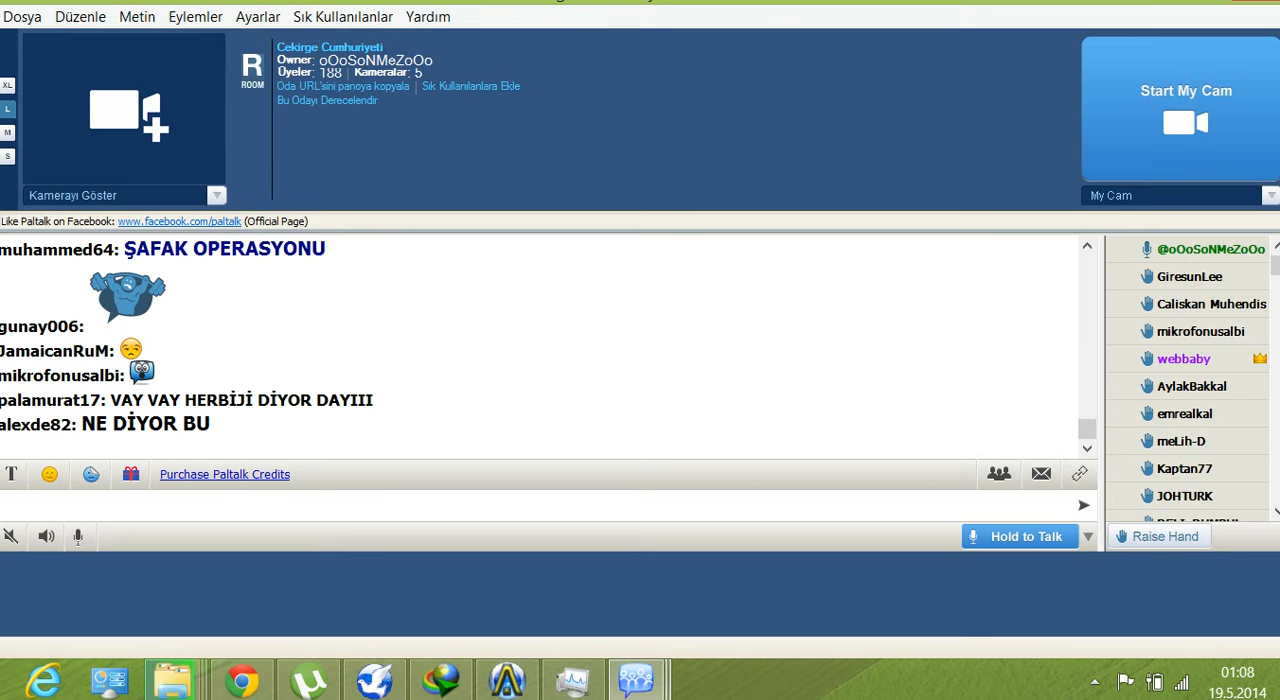 Dosya Düzenle Metin Eylemler Ayarlar Sık Kullanılanlar Yardım
XL
L
M
S
R
ROOM
Cekirge Cumhuriyeti
Owner: oOoSoNMeZoOo
Üyeler: 188 | Kameralar: 5
Oda URL'sini panoya kopyala | Sık Kullanılanlara Ekle
Bu Odayı Derecelendir
Start My Cam
Kamerayı Göster
My Cam
Like Paltalk on Facebook: www.facebook.com/paltalk (Official Page)
muhammed64: ŞAFAK OPERASYONU
gunay006:
JamaicanRuM:
mikrofonusalbi:
palamurat17: VAY VAY HERBİJİ DİYOR DAYIII
alexde82: NE DİYOR BU
@oOoSoNMeZoOo
GiresunLee
Caliskan Muhendis
mikrofonusalbi
webbaby
AylakBakkal
emrealkal
meLih-D
Kaptan77
JOHTURK
T Purchase Paltalk Credits
Hold to Talk
Raise Hand
01:08
19.5.2014